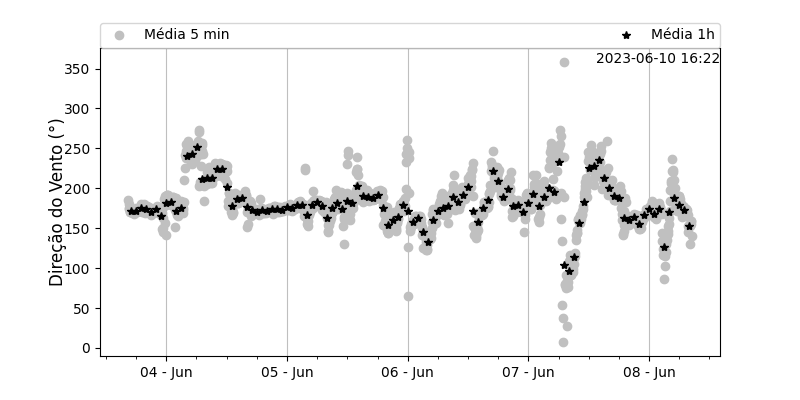 Média 5 min
Média 1h
2023-06-10 16:22
Direção do Vento (°)
350
300
250
200
150
100
50
0
04 - Jun
05 - Jun
06 - Jun
07 - Jun
08 - Jun